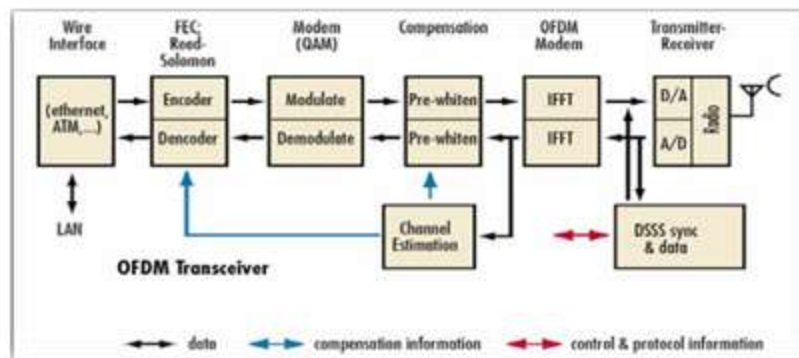 Wire
Interface
FEC;
Reed-
Solomon
Modem
(QAM)
Compensation
OFDM
Modem
Transmitter-
Receiver
(ethernet,
ATM,...)
Encoder
Dencoder
Modulate
Demodulate
Pre-whiten
Pre-whiten
IFFT
IFFT
D/A
A/D
Radio
LAN
Channel
Estimation
DSSS sync
& data
OFDM Transceiver
data
compensation information
control & protocol information